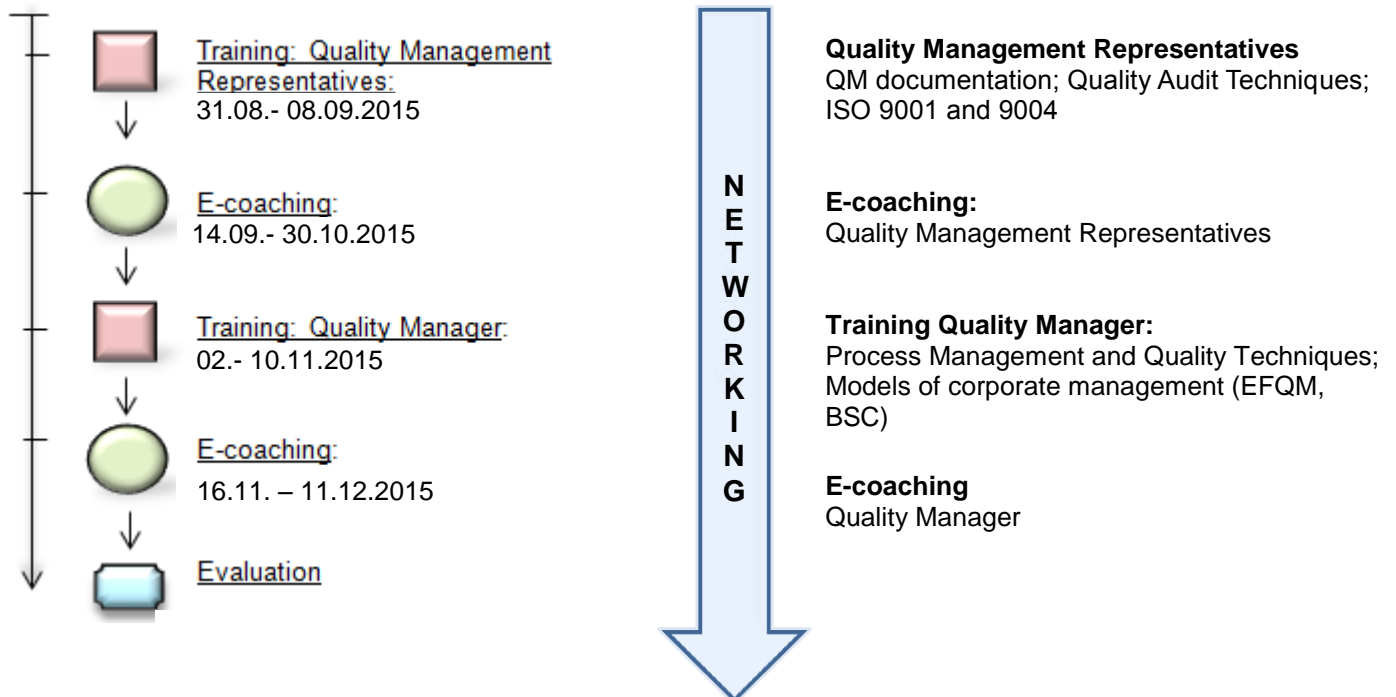 Training: Quality Management
Representatives:
31.08.- 08.09.2015
E-coaching:
14.09.- 30.10.2015
Training: Quality Manager:
02.- 10.11.2015
E-coaching:
16.11. – 11.12.2015
Evaluation
N
E
T
W
O
R
K
I
N
G
Quality Management Representatives
QM documentation; Quality Audit Techniques;
ISO 9001 and 9004
E-coaching:
Quality Management Representatives
Training Quality Manager:
Process Management and Quality Techniques;
Models of corporate management (EFQM,
BSC)
E-coaching
Quality Manager